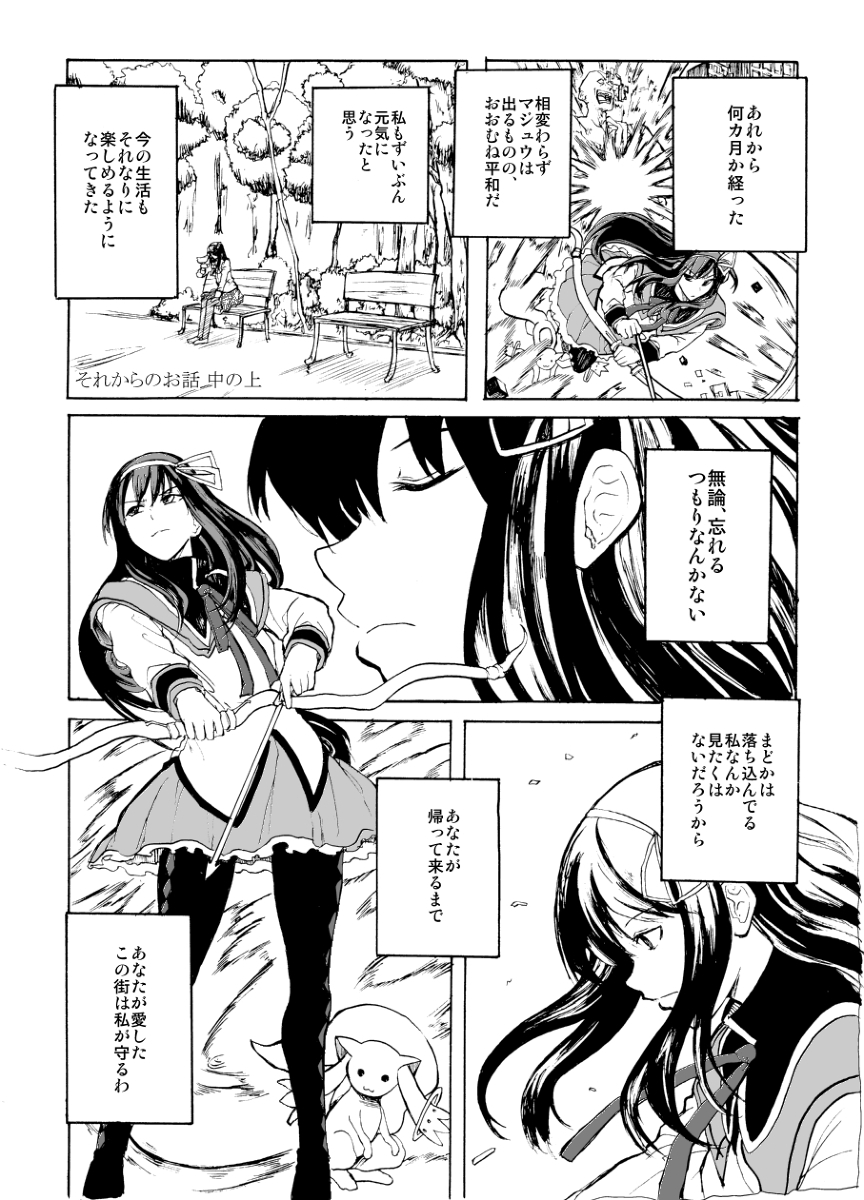 あれから
何カ月か経った
相変わらず
マジュウは
出るものの、
おおむね平和だ
私もずいぶん
元気に
なったと
思う
今の生活も
それなりに
楽しめるように
なってきた
それからのお話 中の上
無論、忘れる
つもりなんかない
まどかは
落ち込んでる
私なんか
見たくは
ないだろうから
あなたが
帰って来るまで
あなたが愛した
この街は私が守るわ